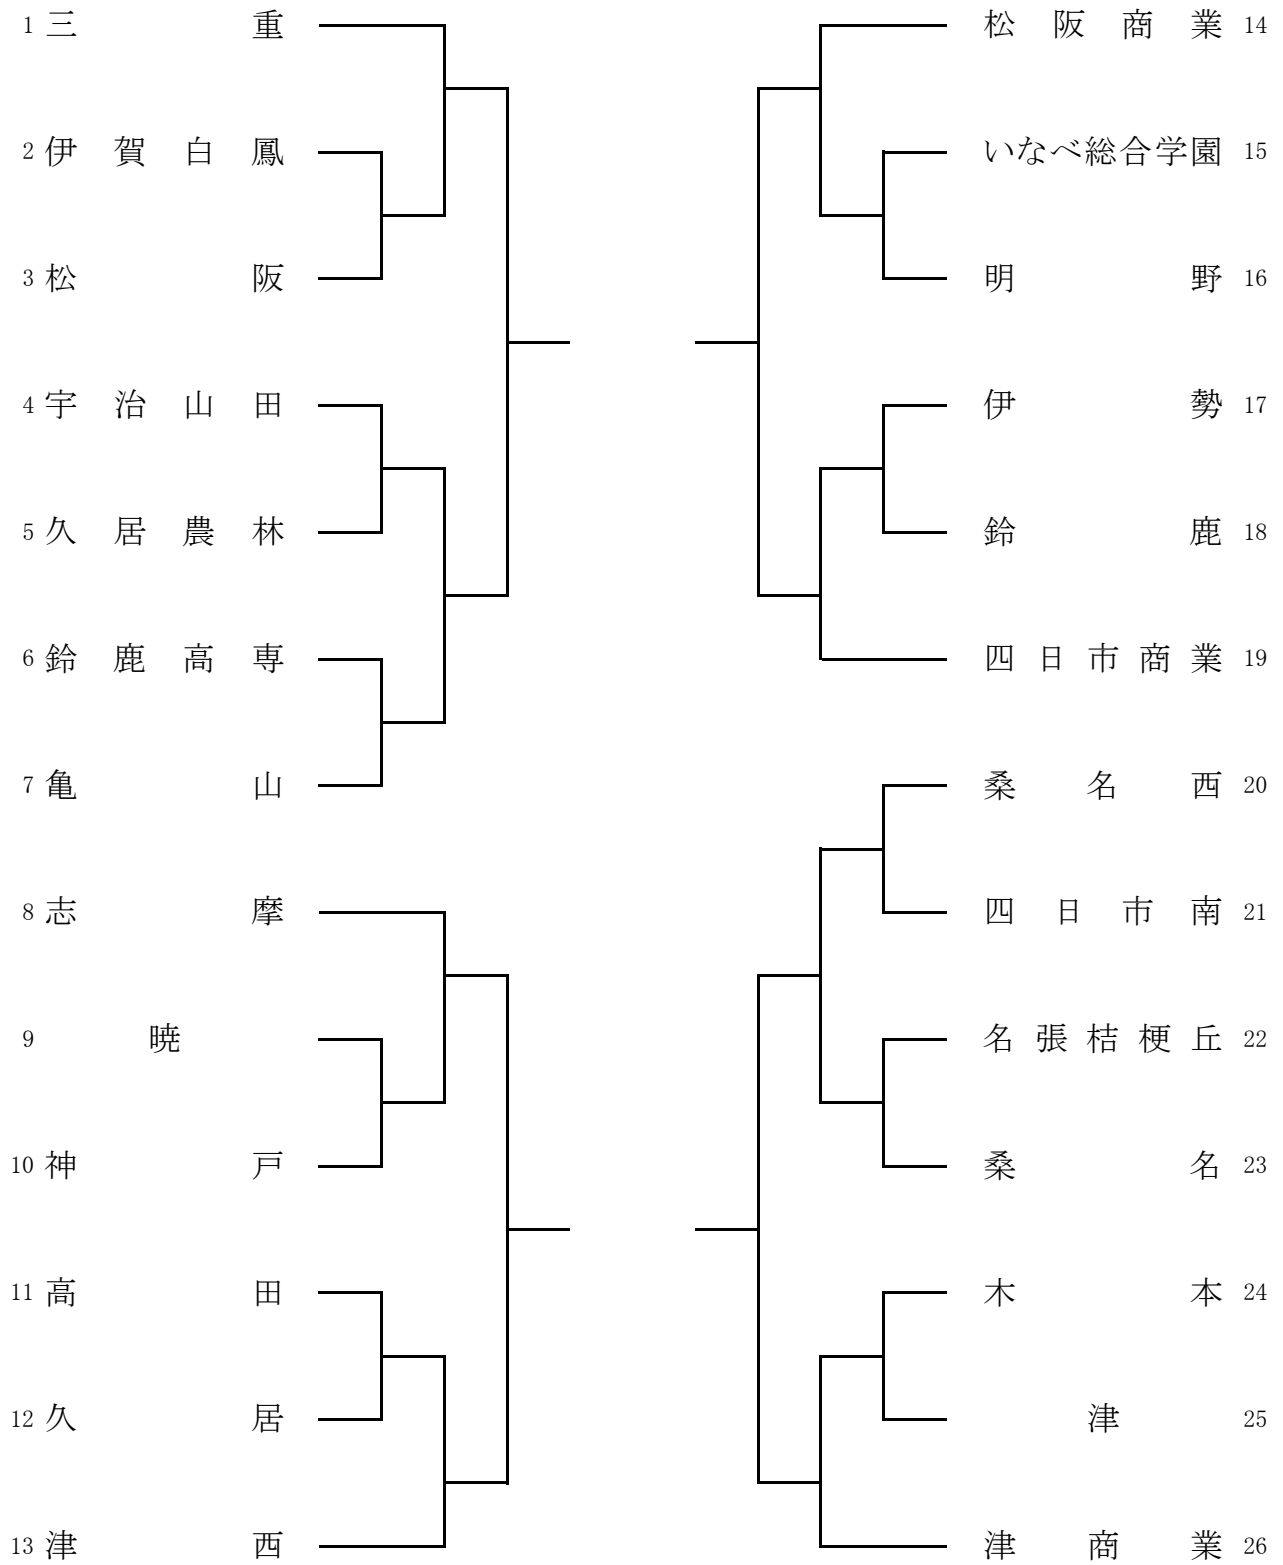 1 三重
2 伊賀白鳳
3 松阪
4 宇治山田
5 久居農林
6 鈴鹿高専
7 亀山
8 志摩
9 暁
10 神戸
11 高田
12 久居
13 津西
松阪商業 14
いなべ総合学園 15
明野 16
伊勢 17
鈴鹿 18
四日市商業 19
桑名西 20
四日市南 21
名張桔梗丘 22
桑名 23
木本 24
津 25
津商業 26